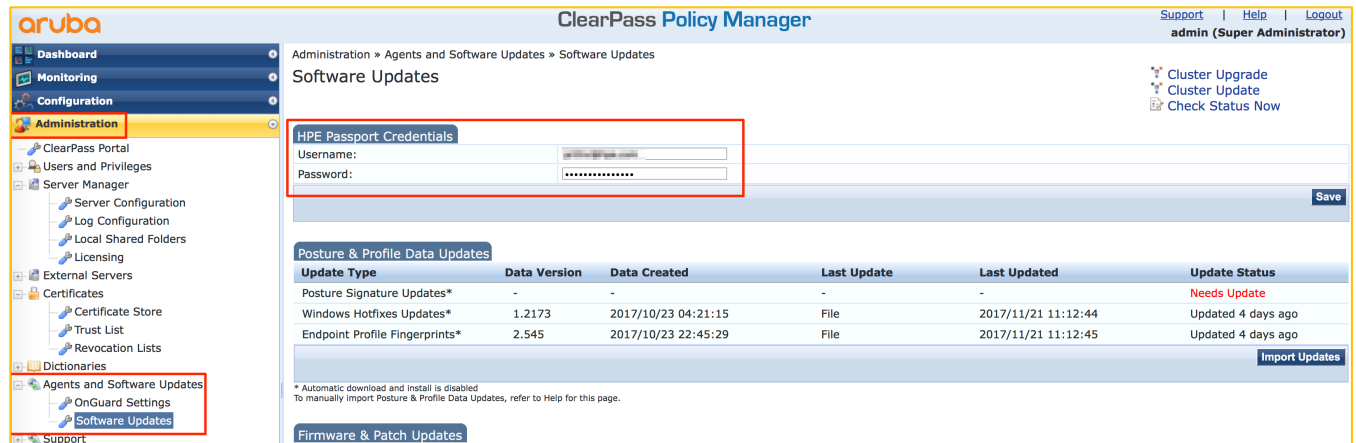 aruba
ClearPass Policy Manager
Support | Help | Logout
admin (Super Administrator)
Dashboard
Monitoring
Configuration
Administration
ClearPass Portal
Users and Privileges
Server Manager
Server Configuration
Log Configuration
Local Shared Folders
Licensing
External Servers
Certificates
Certificate Store
Trust List
Revocation Lists
Dictionaries
Agents and Software Updates
OnGuard Settings
Software Updates
Support
Administration » Agents and Software Updates » Software Updates
Software Updates
Cluster Upgrade
Cluster Update
Check Status Now
HPE Passport Credentials
Username:
Password: •••••••••••••••
Save
Posture & Profile Data Updates
Update Type Data Version Data Created Last Update Last Updated Update Status
Posture Signature Updates* - - - - Needs Update
Windows Hotfixes Updates* 1.2173 2017/10/23 04:21:15 File 2017/11/21 11:12:44 Updated 4 days ago
Endpoint Profile Fingerprints* 2.545 2017/10/23 22:45:29 File 2017/11/21 11:12:45 Updated 4 days ago
Import Updates
* Automatic download and install is disabled
To manually import Posture & Profile Data Updates, refer to Help for this page.
Firmware & Patch Updates